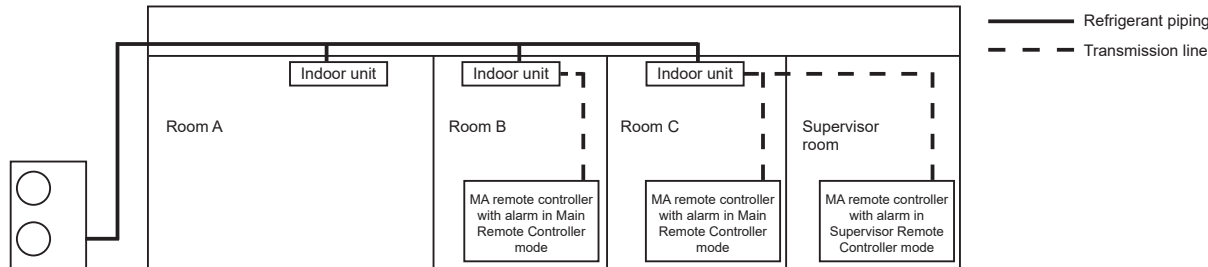 Refrigerant piping
Transmission line
Indoor unit
Indoor unit
Indoor unit
Room A
Room B
Room C
Supervisor
room
MA remote controller
with alarm in Main
Remote Controller
mode
MA remote controller
with alarm in Main
Remote Controller
mode
MA remote controller
with alarm in
Supervisor Remote
Controller mode